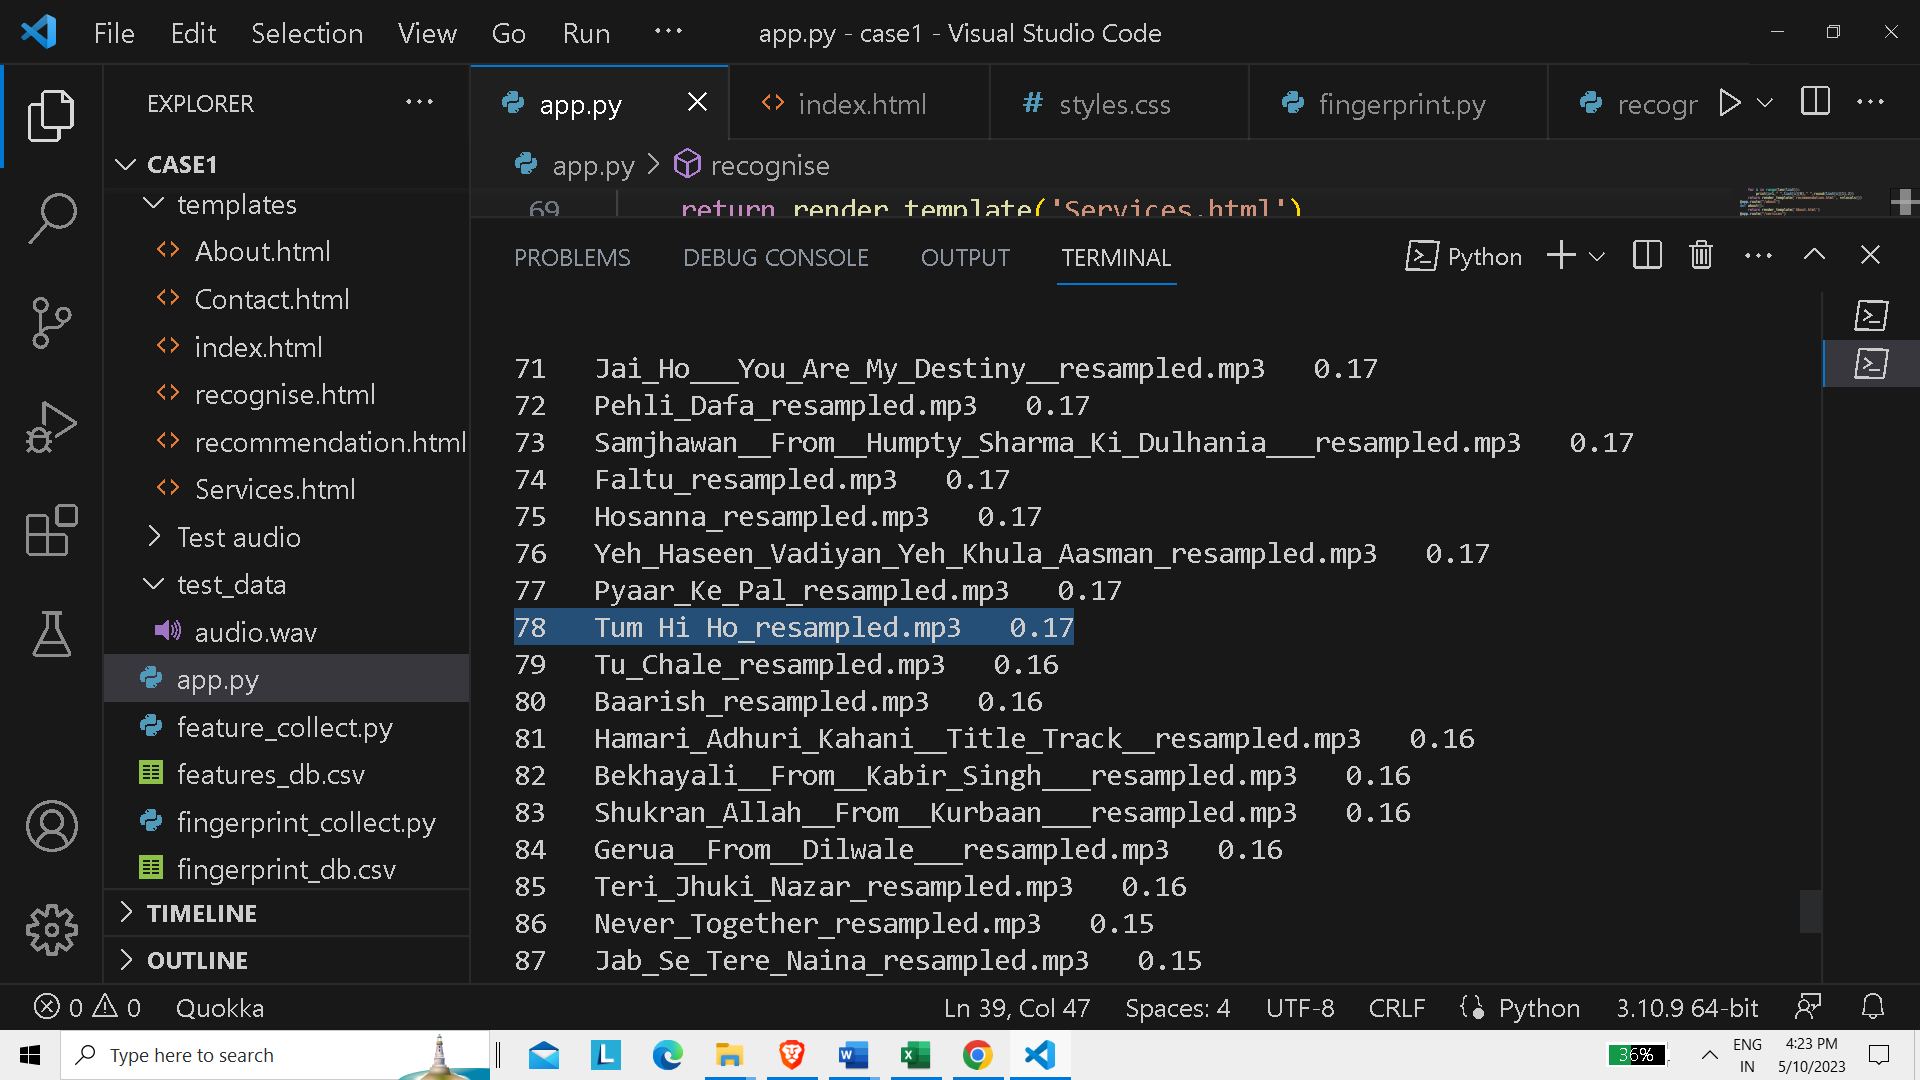 File Edit Selection View Go Run ··· app.py - case1 - Visual Studio Code
EXPLORER ···
CASE1
templates
About.html
Contact.html
index.html
recognise.html
recommendation.html
Services.html
Test audio
test_data
audio.wav
app.py
feature_collect.py
features_db.csv
fingerprint_collect.py
fingerprint_db.csv
TIMELINE
OUTLINE
app.py index.html # styles.css fingerprint.py recogr
app.py > recognise
69 return render_template('Services.html')
PROBLEMS DEBUG CONSOLE OUTPUT TERMINAL Python
71 Jai_Ho___You_Are_My_Destiny__resampled.mp3 0.17
72 Pehli_Dafa_resampled.mp3 0.17
73 Samjhawan__From__Humpty_Sharma_Ki_Dulhania___resampled.mp3 0.17
74 Faltu_resampled.mp3 0.17
75 Hosanna_resampled.mp3 0.17
76 Yeh_Haseen_Vadiyan_Yeh_Khula_Aasman_resampled.mp3 0.17
77 Pyaar_Ke_Pal_resampled.mp3 0.17
78 Tum Hi Ho_resampled.mp3 0.17
79 Tu_Chale_resampled.mp3 0.16
80 Baarish_resampled.mp3 0.16
81 Hamari_Adhuri_Kahani__Title_Track__resampled.mp3 0.16
82 Bekhayali__From__Kabir_Singh___resampled.mp3 0.16
83 Shukran_Allah__From__Kurbaan___resampled.mp3 0.16
84 Gerua__From__Dilwale___resampled.mp3 0.16
85 Teri_Jhuki_Nazar_resampled.mp3 0.16
86 Never_Together_resampled.mp3 0.15
87 Jab_Se_Tere_Naina_resampled.mp3 0.15
0 0 Quokka Ln 39, Col 47 Spaces: 4 UTF-8 CRLF Python 3.10.9 64-bit
Type here to search 36% ENG IN 4:23 PM 5/10/2023